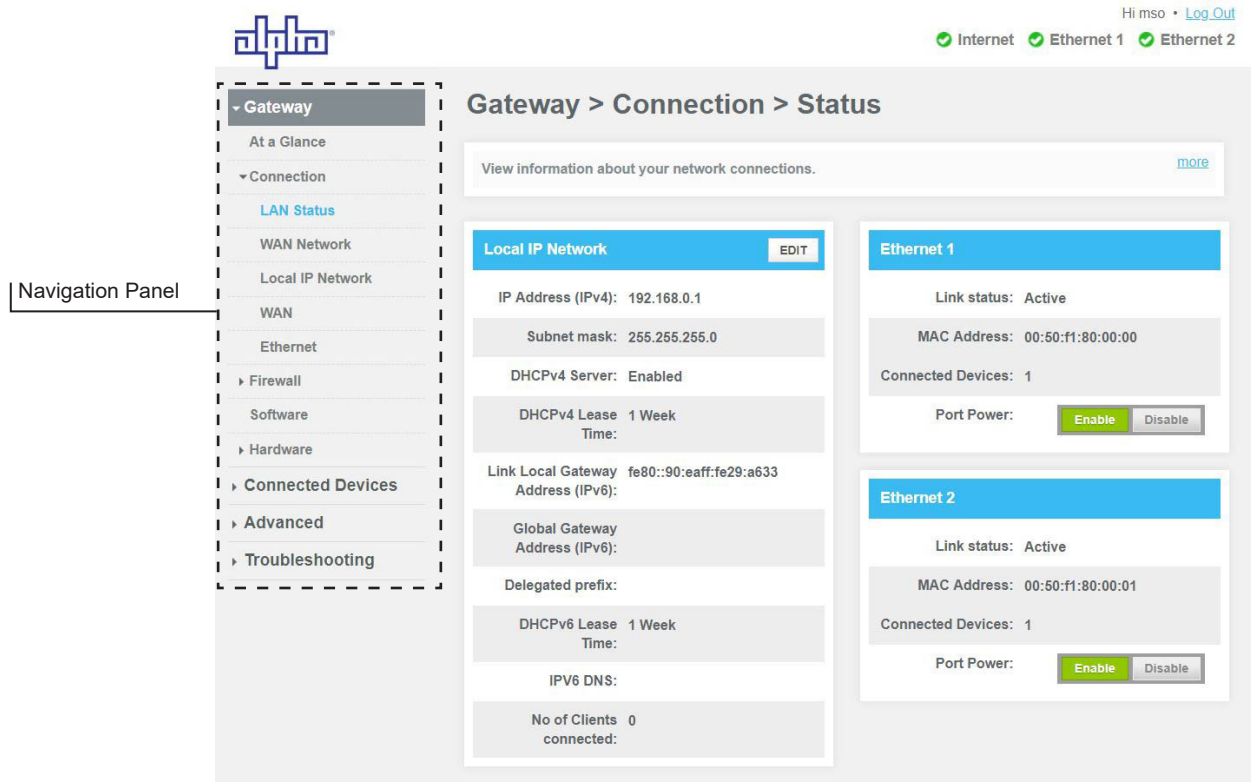 Hi mso • Log Out
alpha®
Internet Ethernet 1 Ethernet 2
Navigation Panel
Gateway
At a Glance
Connection
LAN Status
WAN Network
Local IP Network
WAN
Ethernet
Firewall
Software
Hardware
Connected Devices
Advanced
Troubleshooting
Gateway > Connection > Status
View information about your network connections. more
Local IP Network EDIT
IP Address (IPv4): 192.168.0.1
Subnet mask: 255.255.255.0
DHCPv4 Server: Enabled
DHCPv4 Lease 1 Week
Time:
Link Local Gateway fe80::90:eaff:fe29:a633
Address (IPv6):
Global Gateway
Address (IPv6):
Delegated prefix:
DHCPv6 Lease 1 Week
Time:
IPV6 DNS:
No of Clients 0
connected:
Ethernet 1
Link status: Active
MAC Address: 00:50:f1:80:00:00
Connected Devices: 1
Port Power: Enable Disable
Ethernet 2
Link status: Active
MAC Address: 00:50:f1:80:00:01
Connected Devices: 1
Port Power: Enable Disable